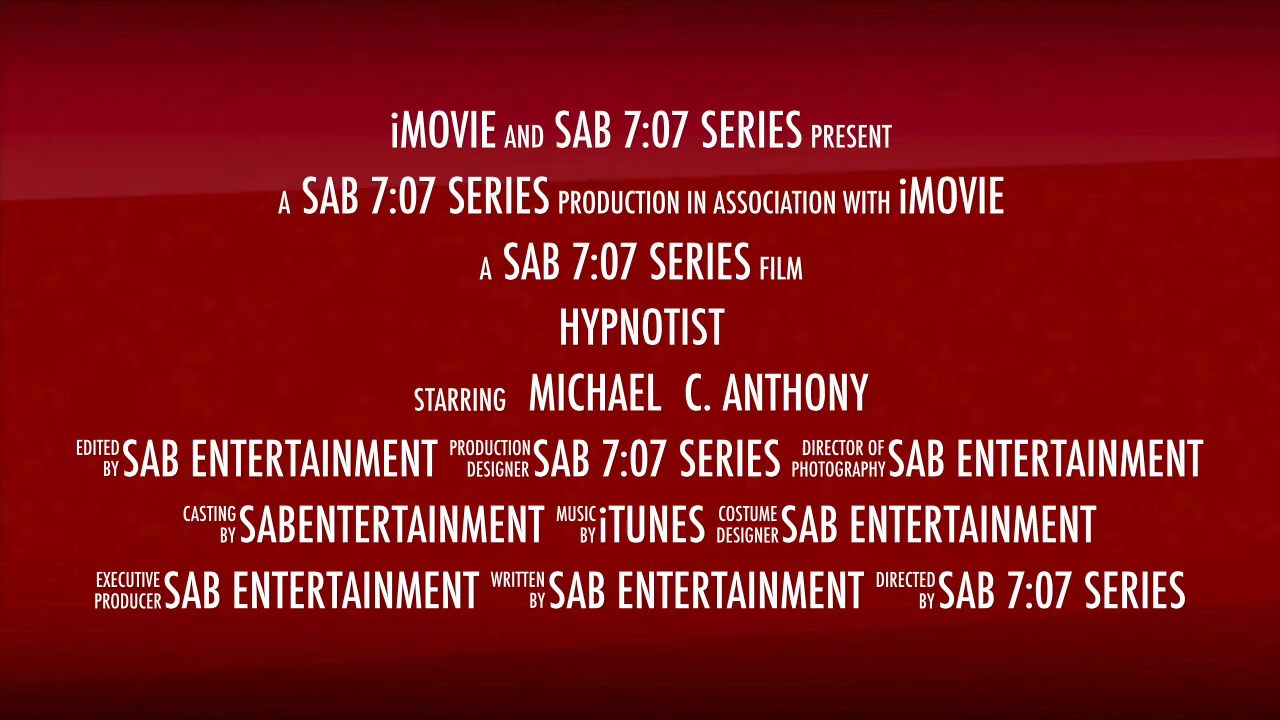 iMOVIE AND SAB 7:07 SERIES PRESENT
A SAB 7:07 SERIES PRODUCTION IN ASSOCIATION WITH iMOVIE
A SAB 7:07 SERIES FILM
HYPNOTIST
STARRING MICHAEL C. ANTHONY
EDITED BY SAB ENTERTAINMENT PRODUCTION DESIGNER SAB 7:07 SERIES DIRECTOR OF PHOTOGRAPHY SAB ENTERTAINMENT
CASTING BY SABENTERTAINMENT MUSIC BY iTUNES COSTUME DESIGNER SAB ENTERTAINMENT
EXECUTIVE PRODUCER SAB ENTERTAINMENT WRITTEN BY SAB ENTERTAINMENT DIRECTED BY SAB 7:07 SERIES